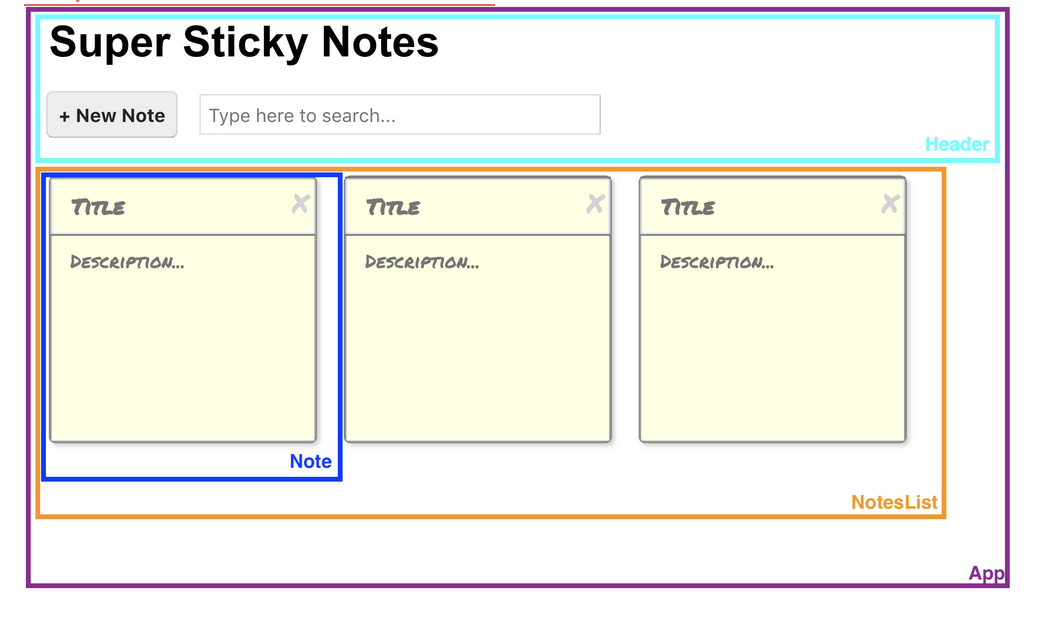 Super Sticky Notes
+ New Note Type here to search...
Header
Title Title Title
Description... Description... Description...
Note
NotesList
App